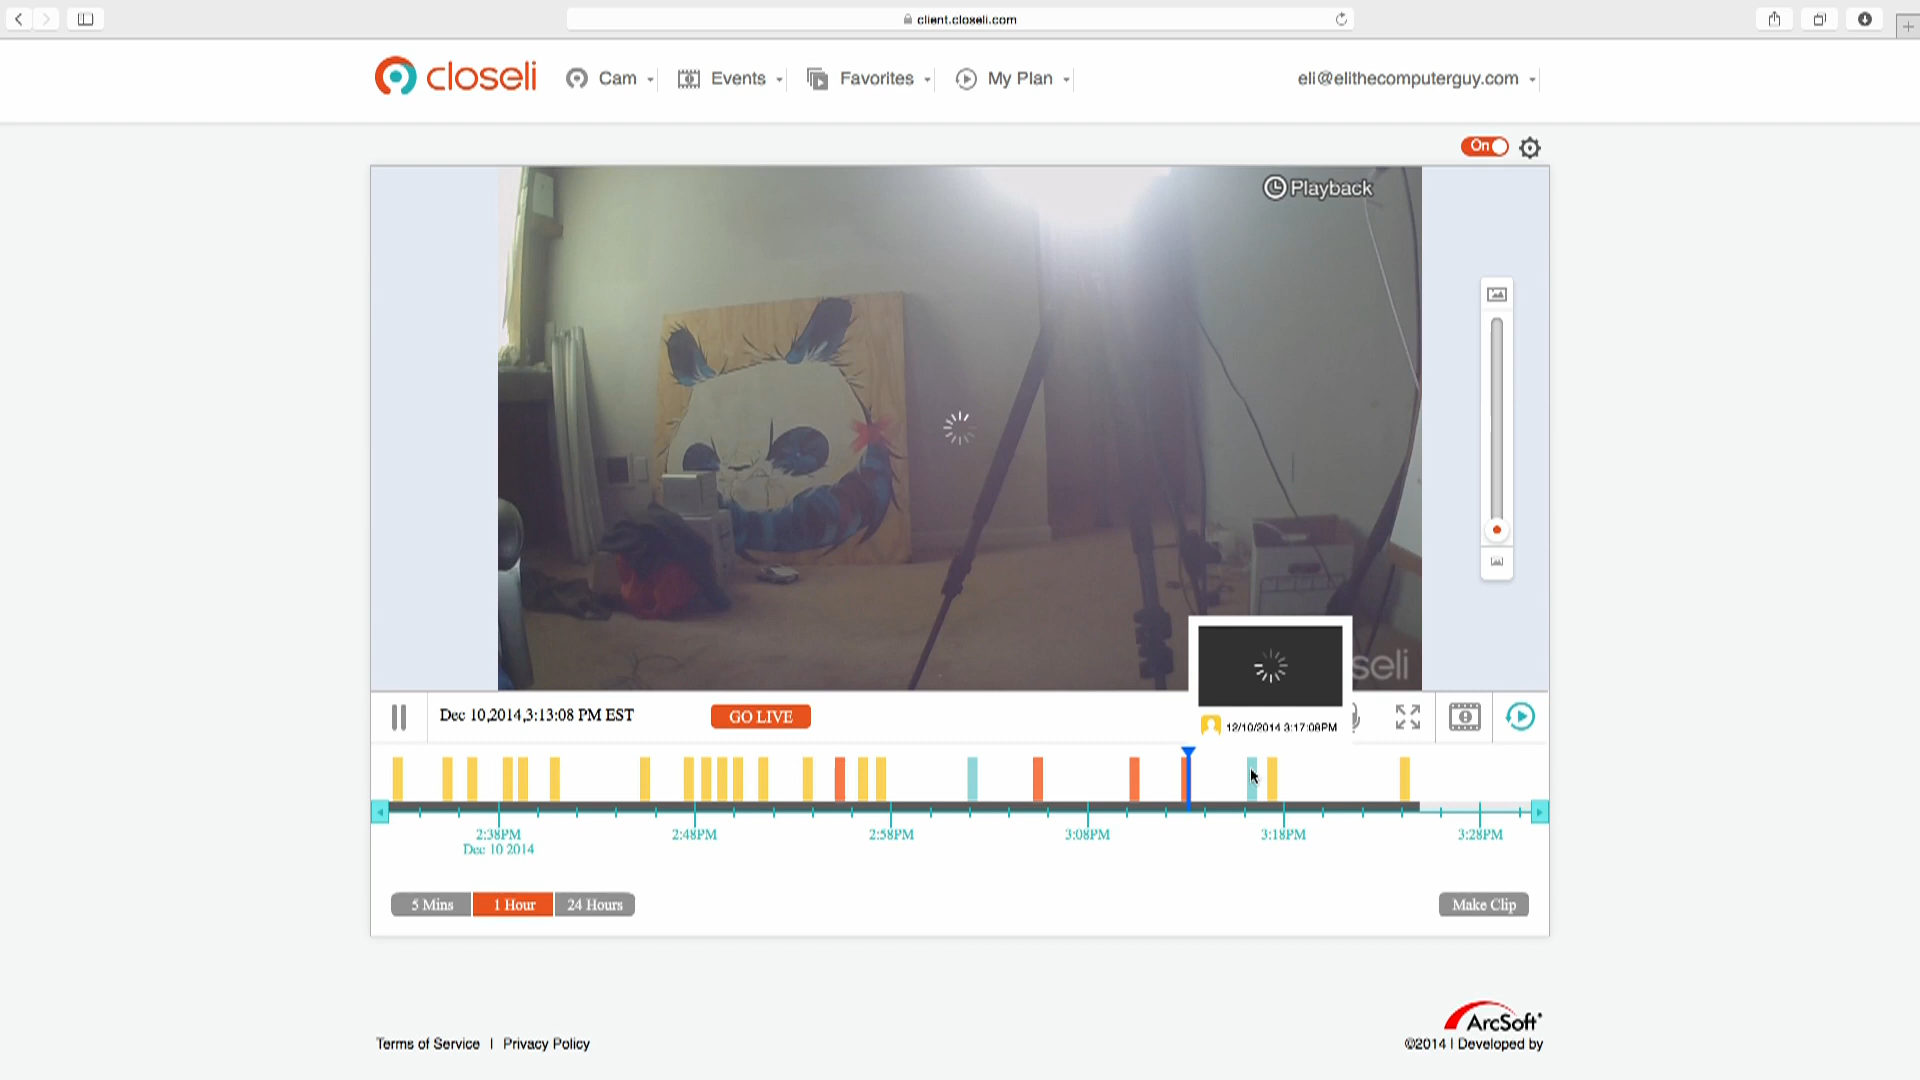 client.closeli.com
closeli
Cam
Events
Favorites
My Plan
eli@elithecomputerguy.com
On
Playback
seli
12/10/2014 3:17:08PM
Dec 10,2014,3:13:08 PM EST
GO LIVE
2:38PM
2:48PM
2:58PM
3:08PM
3:18PM
3:28PM
Dec 10 2014
5 Mins
1 Hour
24 Hours
Make Clip
ArcSoft
Terms of Service | Privacy Policy
©2014 | Developed by